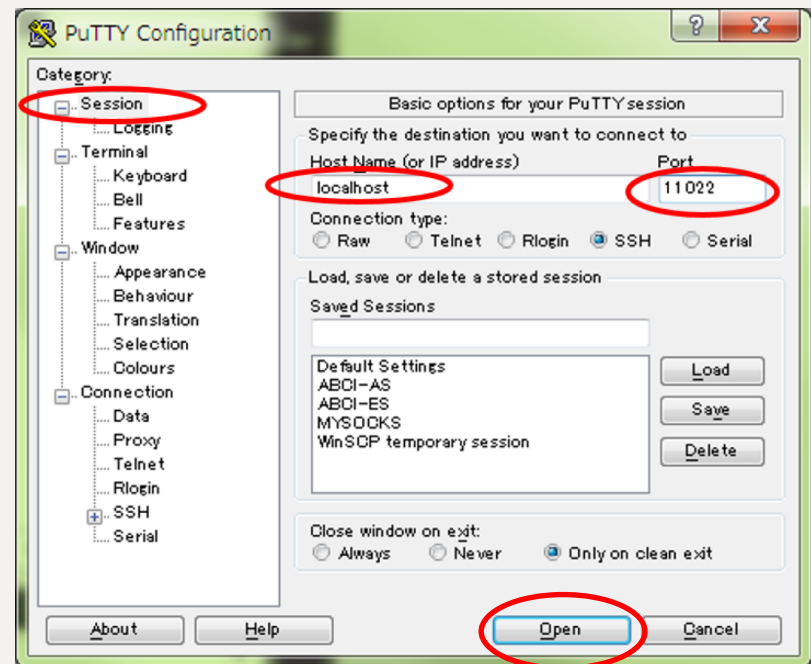 PuTTY Configuration
Category:
Session
Logging
Terminal
Keyboard
Bell
Features
Window
Appearance
Behaviour
Translation
Selection
Colours
Connection
Data
Proxy
Telnet
Rlogin
SSH
Serial
Basic options for your PuTTY session
Specify the destination you want to connect to
Host Name (or IP address) Port
localhost 11022
Connection type:
Raw Telnet Rlogin SSH Serial
Load, save or delete a stored session
Saved Sessions
Default Settings
ABCI-AS
ABCI-ES
MYSOCKS
WinSCP temporary session
Load
Save
Delete
Close window on exit:
Always Never Only on clean exit
About Help Open Cancel